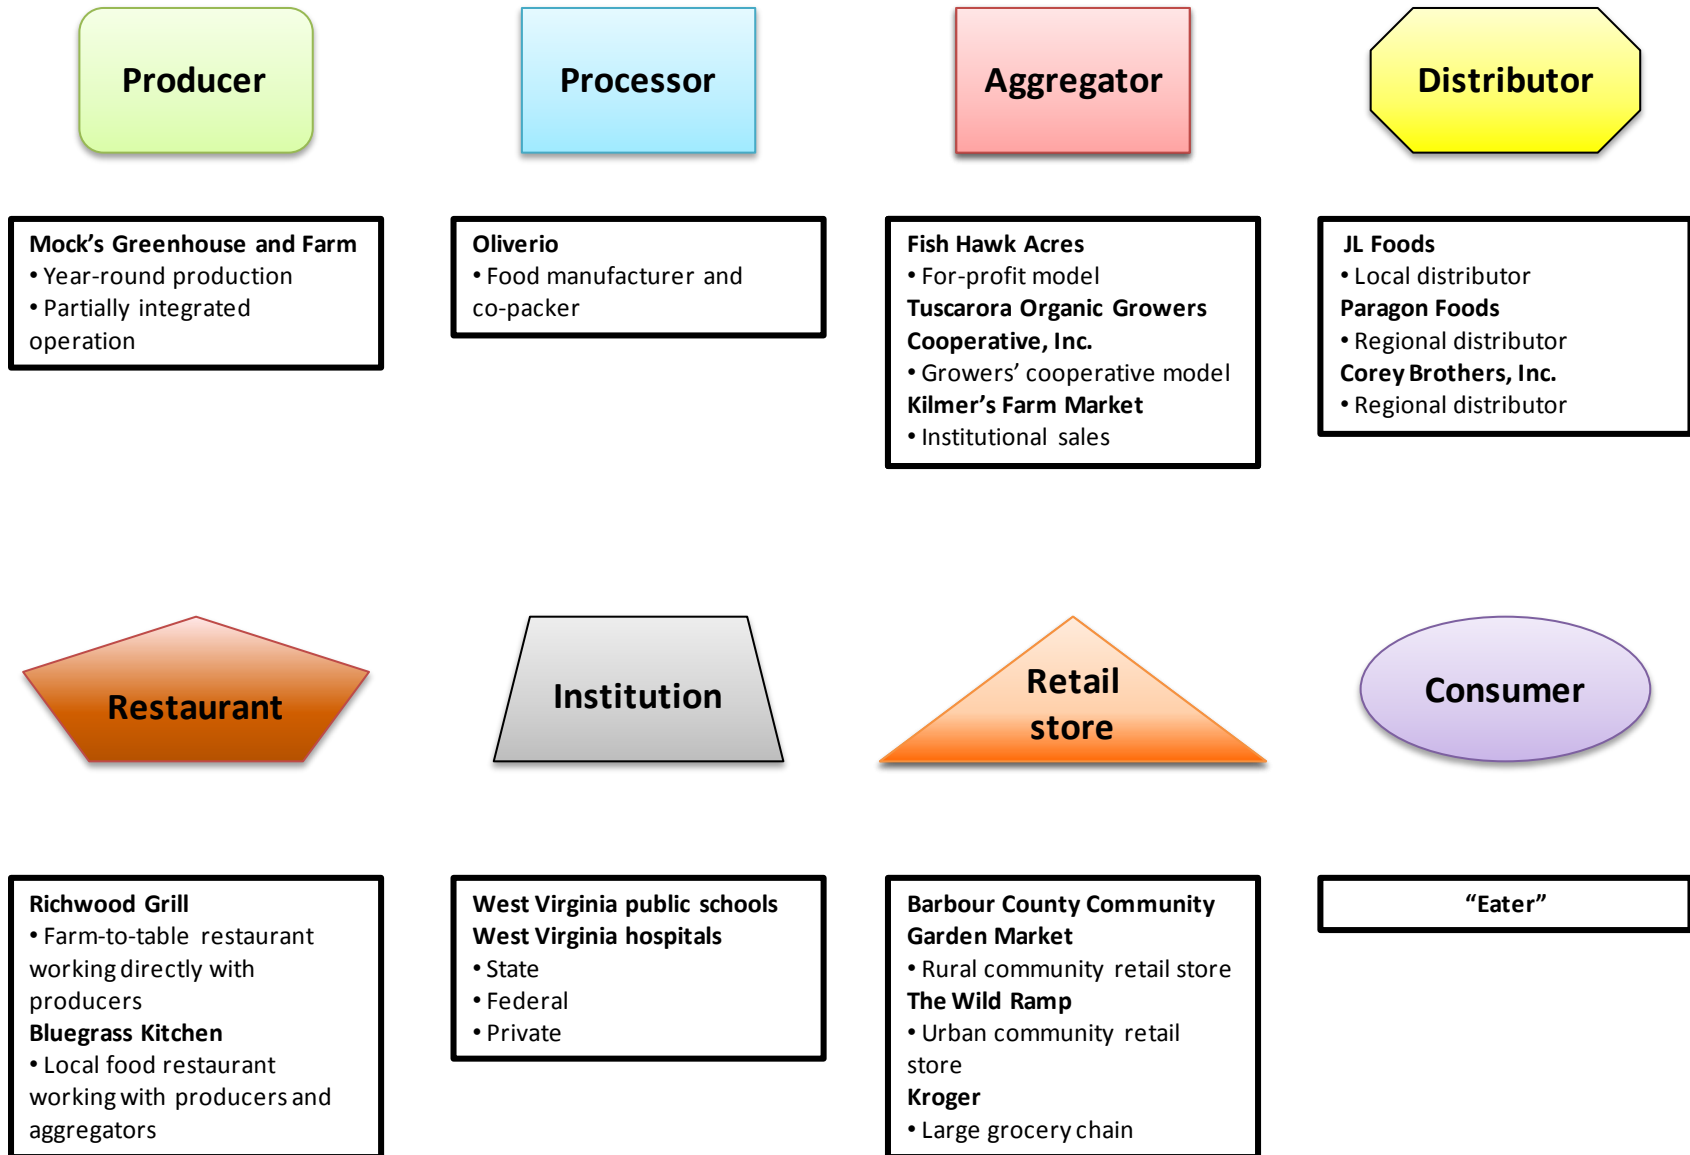 Producer
Processor
Aggregator
Distributor
Mock’s Greenhouse and Farm
• Year-round production
• Partially integrated
operation
Oliverio
• Food manufacturer and
co-packer
Fish Hawk Acres
• For-profit model
Tuscarora Organic Growers
Cooperative, Inc.
• Growers’ cooperative model
Kilmer’s Farm Market
• Institutional sales
JL Foods
• Local distributor
Paragon Foods
• Regional distributor
Corey Brothers, Inc.
• Regional distributor
Restaurant
Institution
Retail
store
Consumer
Richwood Grill
• Farm-to-table restaurant
working directly with
producers
Bluegrass Kitchen
• Local food restaurant
working with producers and
aggregators
West Virginia public schools
West Virginia hospitals
• State
• Federal
• Private
Barbour County Community
Garden Market
• Rural community retail store
The Wild Ramp
• Urban community retail
store
Kroger
• Large grocery chain
“Eater”